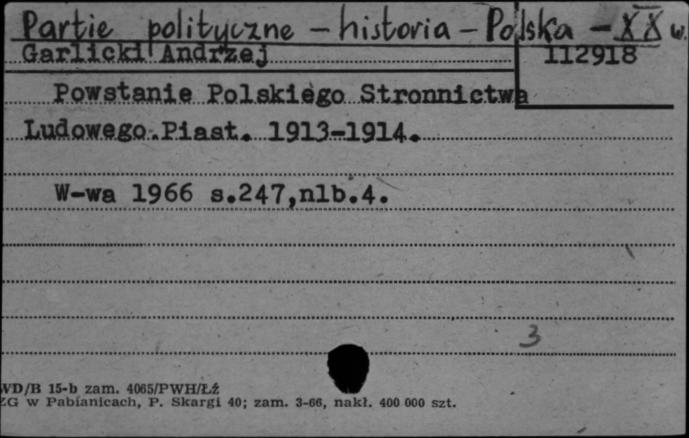 Partie polityczne – historia – Polska – XX w.
Garlicki Andrzej
112918
Powstanie Polskiego Stronnictwa
Ludowego.Piast. 1913-1914.
W-wa 1966 s.247,nlb.4.
3
WD/B 15-b zam. 4065/PWH/ŁŹ
ZG w Pabianicach, P. Skargi 40; zam. 3-66, nakł. 400 000 szt.